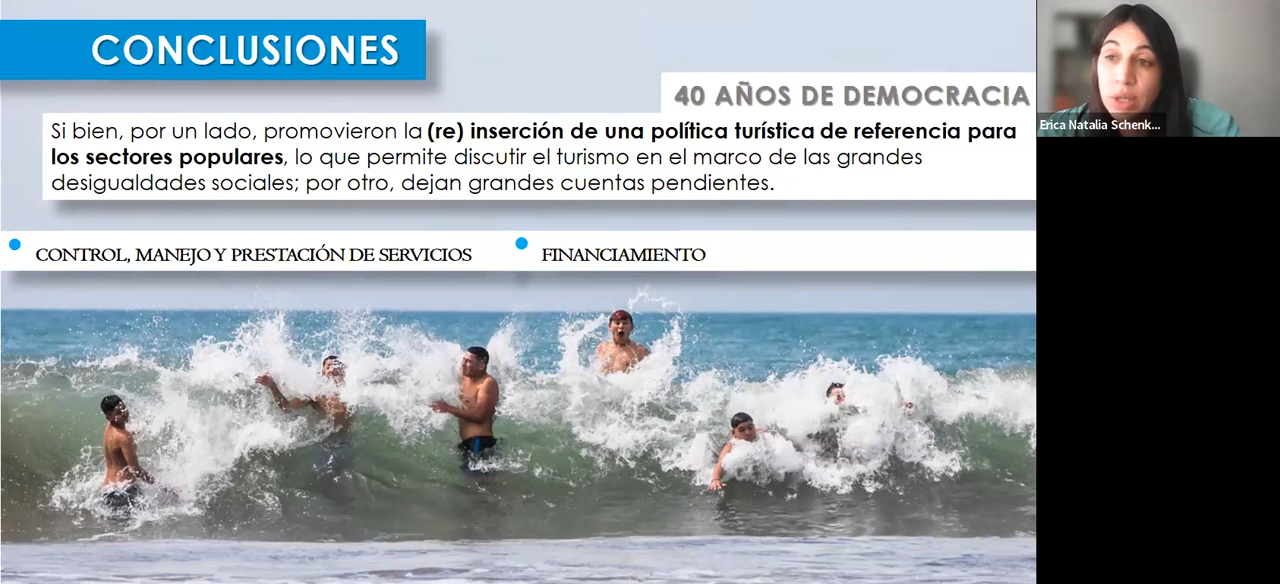 CONCLUSIONES
40 AÑOS DE DEMOCRACIA
Erica Natalia Schenk...
Si bien, por un lado, promovieron la (re) inserción de una política turística de referencia para
los sectores populares, lo que permite discutir el turismo en el marco de las grandes
desigualdades sociales; por otro, dejan grandes cuentas pendientes.
CONTROL, MANEJO Y PRESTACIÓN DE SERVICIOS
FINANCIAMIENTO